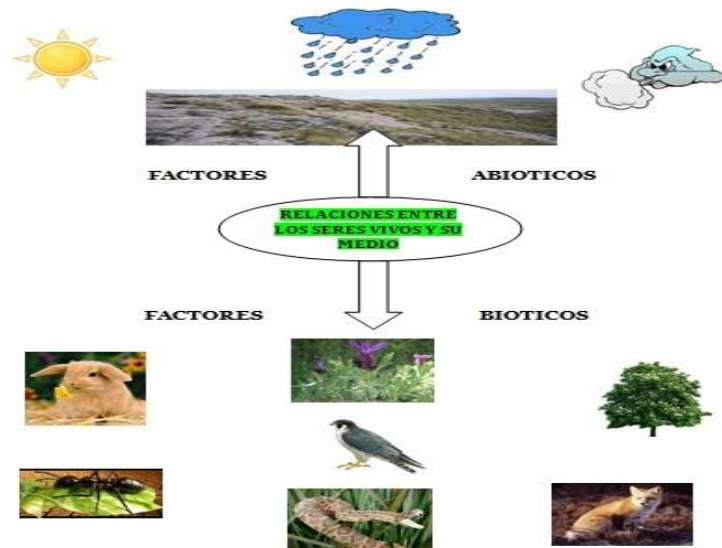 FACTORES ABIOTICOS
RELACIONES ENTRE
LOS SERES VIVOS Y SU
MEDIO
FACTORES BIOTICOS